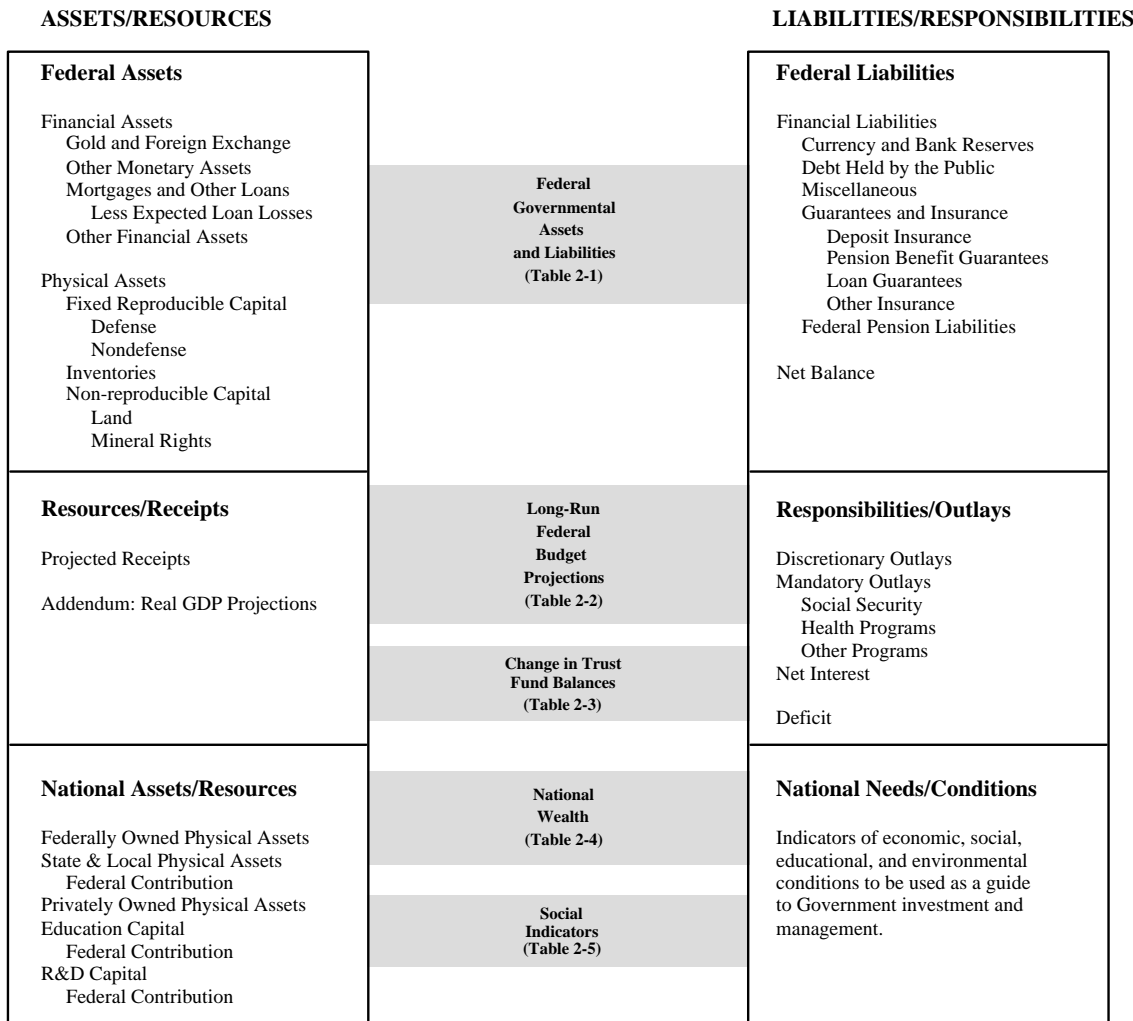 ASSETS/RESOURCES
LIABILITIES/RESPONSIBILITIES
Federal Assets
Financial Assets
Gold and Foreign Exchange
Other Monetary Assets
Mortgages and Other Loans
Less Expected Loan Losses
Other Financial Assets
Physical Assets
Fixed Reproducible Capital
Defense
Nondefense
Inventories
Non-reproducible Capital
Land
Mineral Rights
Federal
Governmental
Assets
and Liabilities
(Table 2-1)
Federal Liabilities
Financial Liabilities
Currency and Bank Reserves
Debt Held by the Public
Miscellaneous
Guarantees and Insurance
Deposit Insurance
Pension Benefit Guarantees
Loan Guarantees
Other Insurance
Federal Pension Liabilities
Net Balance
Resources/Receipts
Projected Receipts
Addendum: Real GDP Projections
Long-Run
Federal
Budget
Projections
(Table 2-2)
Change in Trust
Fund Balances
(Table 2-3)
Responsibilities/Outlays
Discretionary Outlays
Mandatory Outlays
Social Security
Health Programs
Other Programs
Net Interest
Deficit
National Assets/Resources
Federally Owned Physical Assets
State & Local Physical Assets
Federal Contribution
Privately Owned Physical Assets
Education Capital
Federal Contribution
R&D Capital
Federal Contribution
National
Wealth
(Table 2-4)
Social
Indicators
(Table 2-5)
National Needs/Conditions
Indicators of economic, social,
educational, and environmental
conditions to be used as a guide
to Government investment and
management.